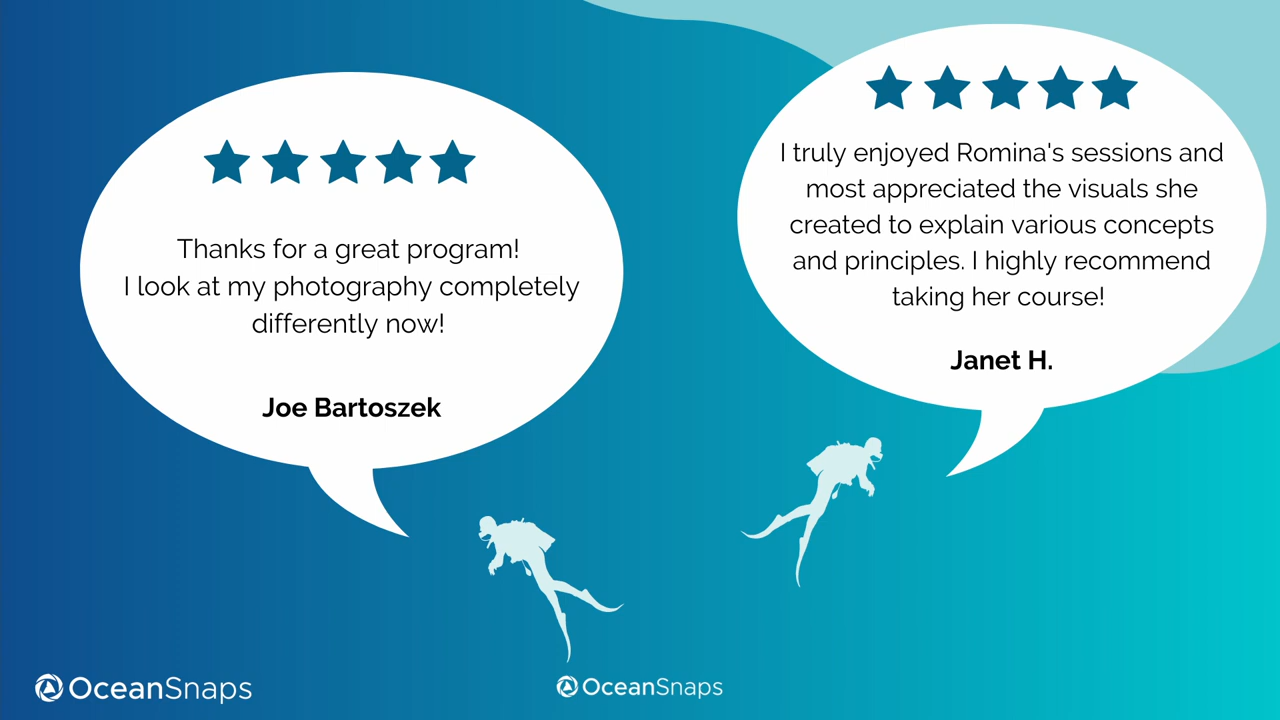 Thanks for a great program!
I look at my photography completely
differently now!
Joe Bartoszek
I truly enjoyed Romina's sessions and
most appreciated the visuals she
created to explain various concepts
and principles. I highly recommend
taking her course!
Janet H.
OceanSnaps
OceanSnaps